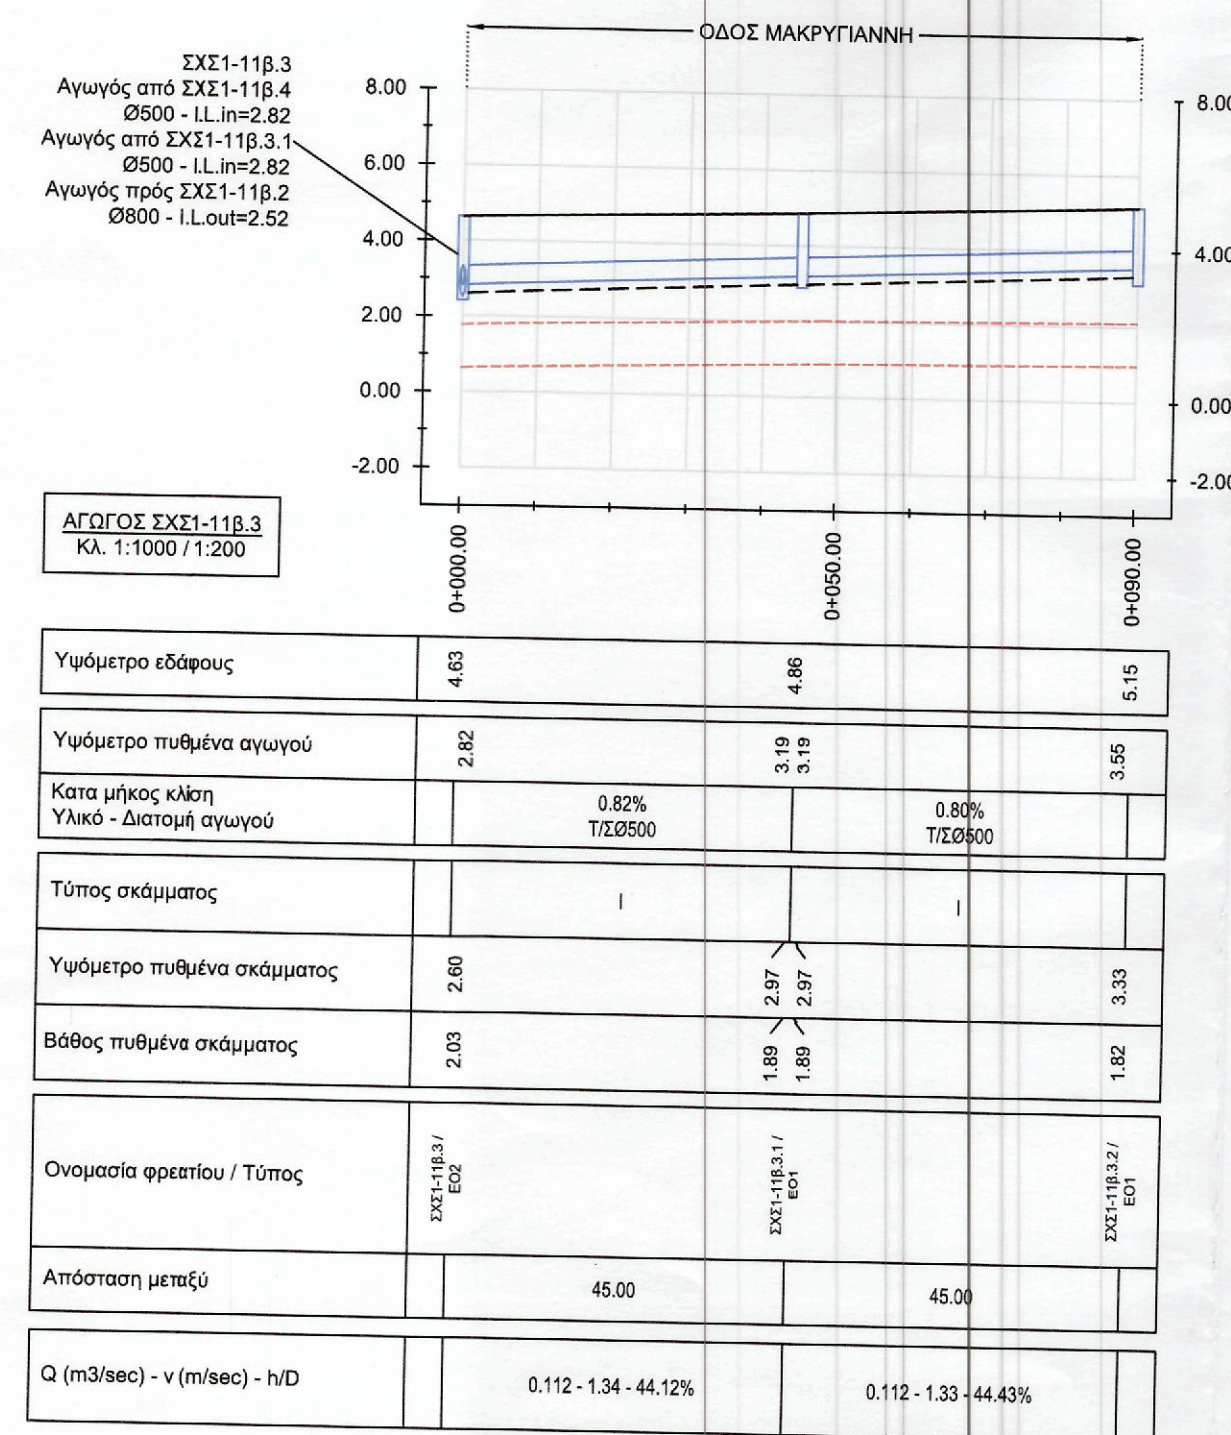 ΟΔΟΣ ΜΑΚΡΥΓΙΑΝΝΗ
ΣΧΣ1-11β.3
Αγωγός από ΣΧΣ1-11β.4
Ø500 - I.L.in=2.82
Αγωγός από ΣΧΣ1-11β.3.1
Ø500 - I.L.in=2.82
Αγωγός πρός ΣΧΣ1-11β.2
Ø800 - I.L.out=2.52
8.00
6.00
4.00
2.00
0.00
-2.00
8.00
4.00
0.00
-2.00
0+000.00
0+050.00
0+090.00
ΑΓΩΓΟΣ ΣΧΣ1-11β.3
Κλ. 1:1000 / 1:200
Υψόμετρο εδάφους
4.63
4.86
5.15
Υψόμετρο πυθμένα αγωγού
2.82
3.19
3.19
3.55
Κατα μήκος κλίση
Υλικό - Διατομή αγωγού
0.82%
Τ/ΣØ500
0.80%
Τ/ΣØ500
Τύπος σκάμματος
I
I
Υψόμετρο πυθμένα σκάμματος
2.60
2.97
2.97
3.33
Βάθος πυθμένα σκάμματος
2.03
1.89
1.89
1.82
Ονομασία φρεατίου / Τύπος
ΣΧΣ1-11β.3 /
ΕΟ2
ΣΧΣ1-11β.3.1 /
ΕΟ1
ΣΧΣ1-11β.3.2 /
ΕΟ1
Απόσταση μεταξύ
45.00
45.00
Q (m3/sec) - v (m/sec) - h/D
0.112 - 1.34 - 44.12%
0.112 - 1.33 - 44.43%